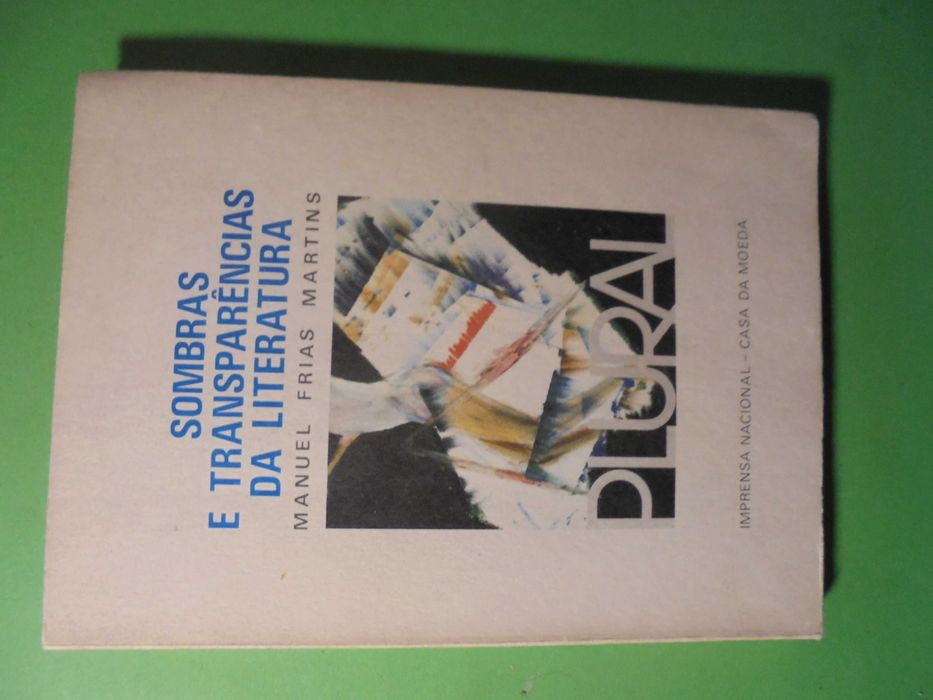 SOMBRAS
E TRANSPARÊNCIAS
DA LITERATURA
MANUEL FRIAS MARTINS
PLURAL
IMPRENSA NACIONAL – CASA DA MOEDA